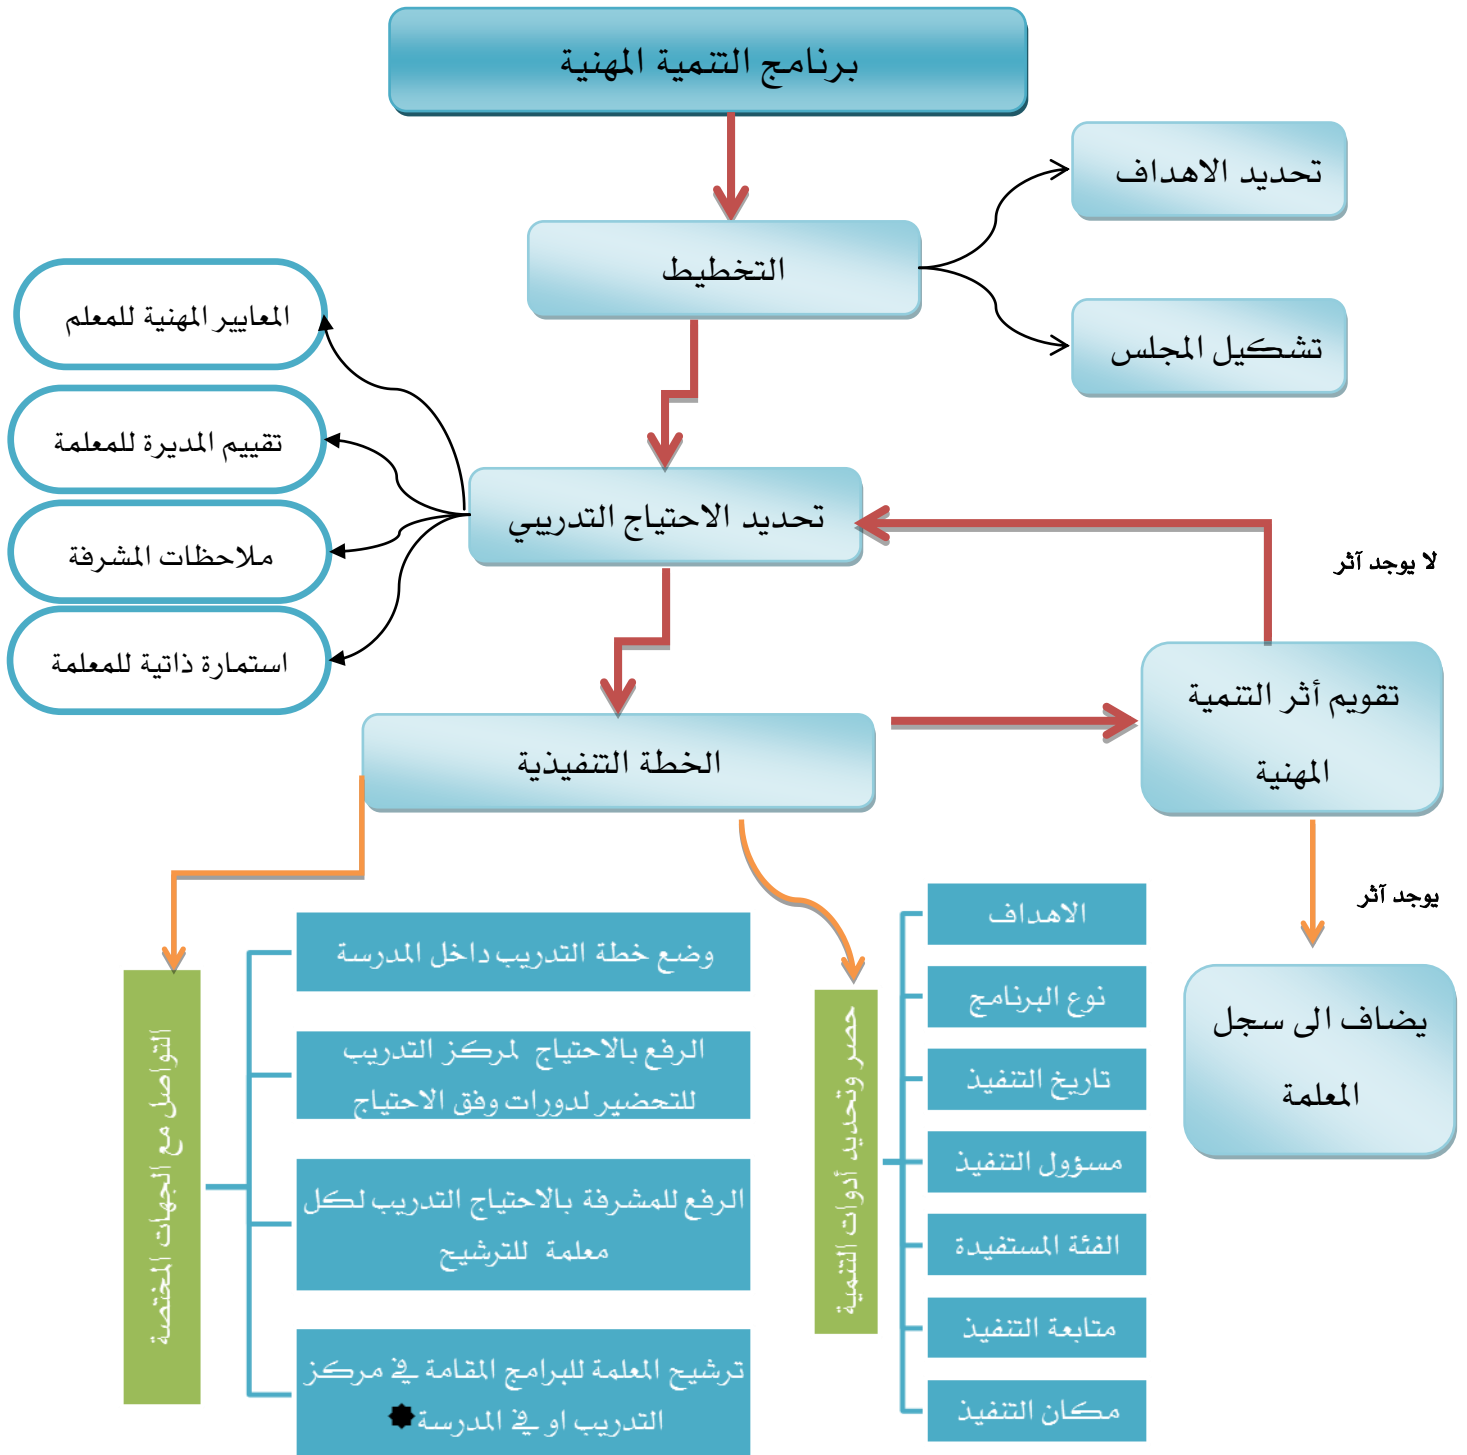 برنامج التنمية المهنية
تحديد الاهداف
التخطيط
تشكيل المجلس
المعايير المهنية للمعلم
تقييم المديرة للمعلمة
ملاحظات المشرفة
استمارة ذاتية للمعلمة
تحديد الاحتياج التدريبي
لا يوجد آثر
تقويم أثر التنمية
المهنية
الخطة التنفيذية
يوجد آثر
يضاف الى سجل
المعلمة
حصر وتحديد أدوات التنمية
الاهداف
نوع البرنامج
تاريخ التنفيذ
مسؤول التنفيذ
الفئة المستفيدة
متابعة التنفيذ
مكان التنفيذ
التواصل مع الجهات المختصة
وضع خطة التدريب داخل المدرسة
الرفع بالاحتياج لمركز التدريب
للتحضير لدورات وفق الاحتياج
الرفع للمشرفة بالاحتياج التدريب لكل
معلمة للترشيح
ترشيح المعلمة للبرامج المقامة في مركز
التدريب او في المدرسة